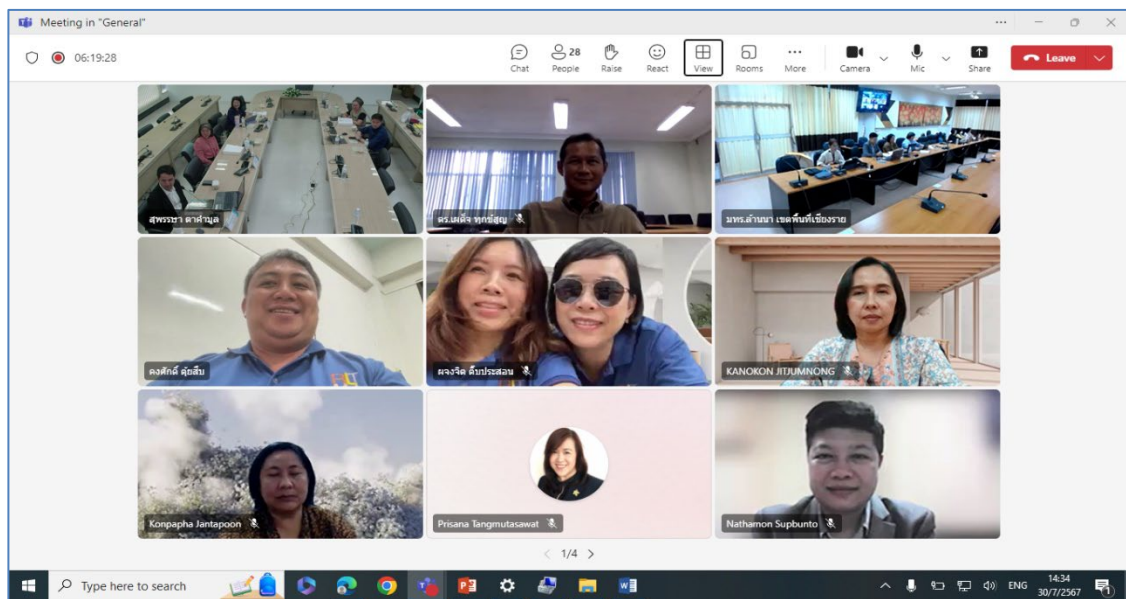 Meeting in "General"
06:19:28
28
Chat
People
Raise
React
View
Rooms
More
Camera
Mic
Share
Leave
สุพรรษา ตาคำมูล
ดร.เผด็จ ทุกข์สูญ
มทร.ล้านนา เขตพื้นที่เชียงราย
คงศักดิ์ ตุ้ยสืบ
ผจงจิต ติ๊บประสอน
KANOKON JITJUMNONG
Konpapha Jantapoon
Prisana Tangmutasawat
Nathamon Supbunto
1/4
Type here to search
ENG
14:34
30/7/2567